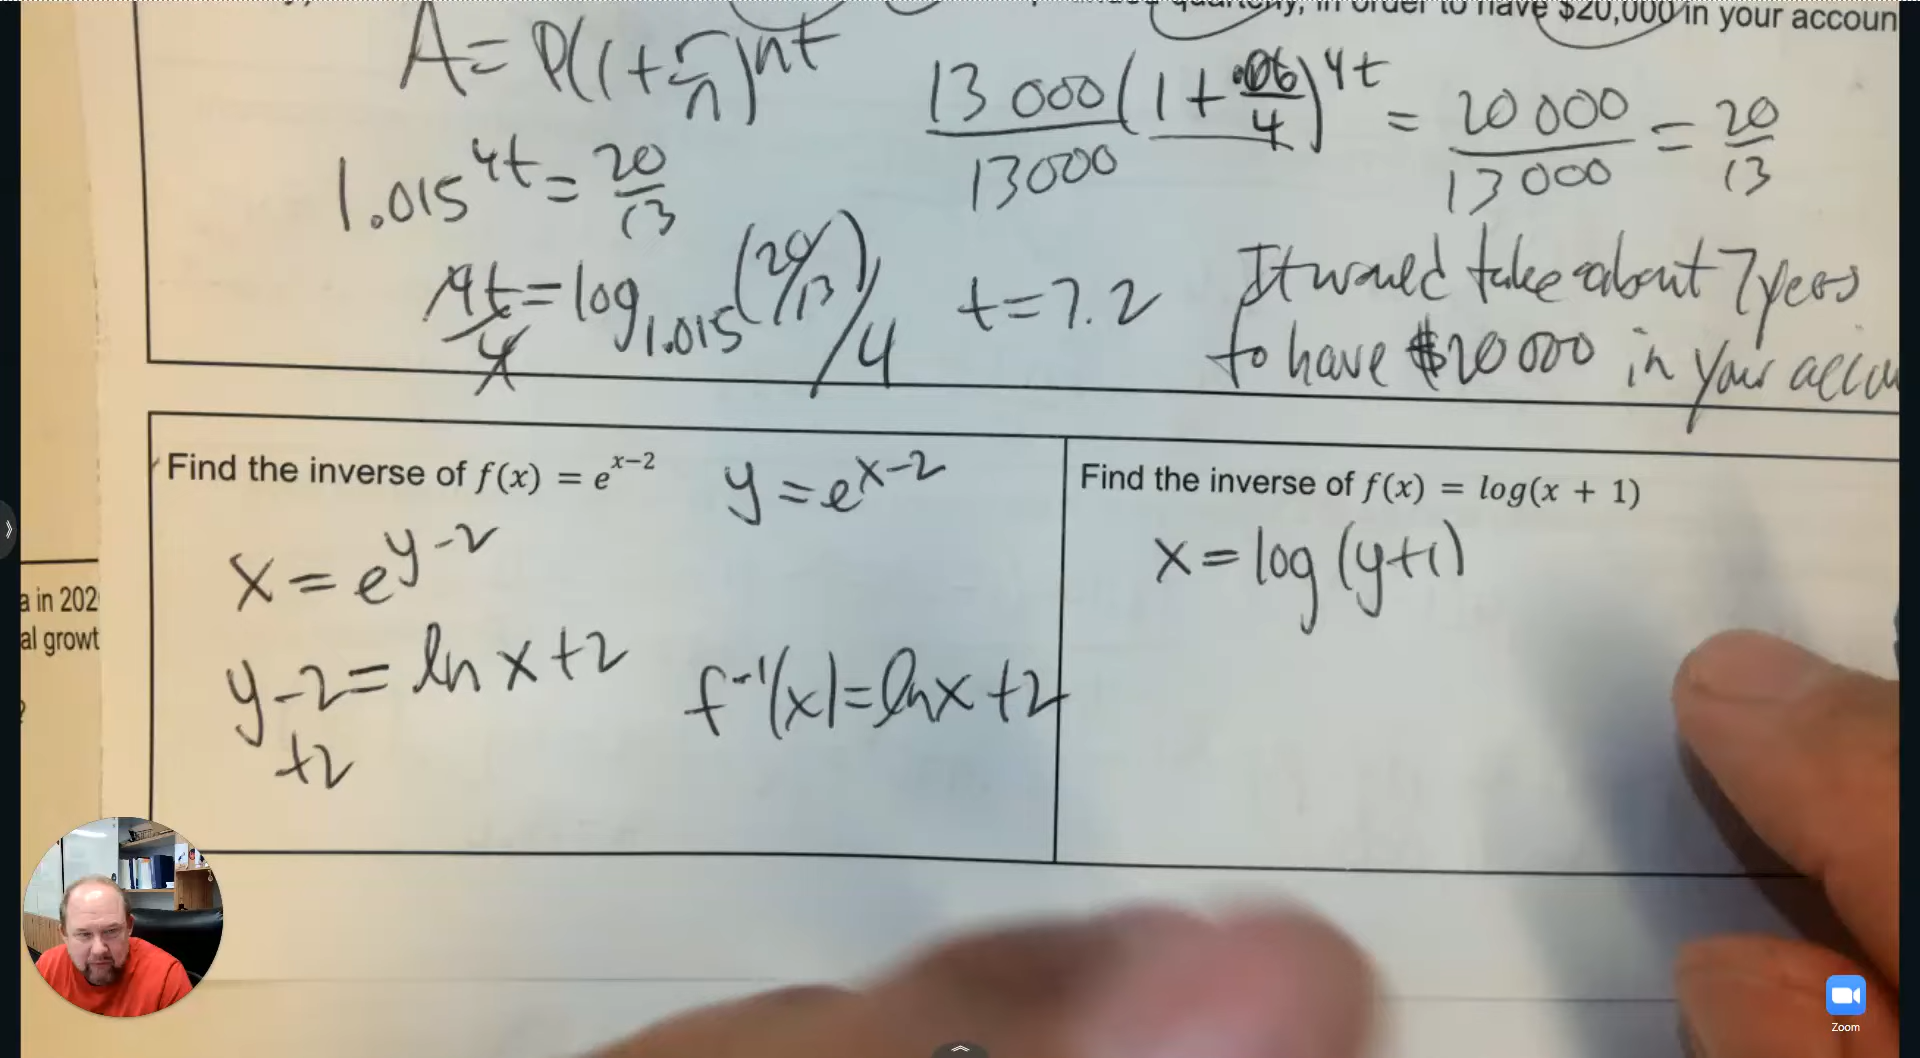 quarterly, in order to have $20,000 in your accoun
A = P(1 + r/n)^nt
13 000(1 + .06/4)^4t / 13000 = 20 000 / 13 000 = 20/13
1.015^4t = 20/13
4t/4 = log_1.015 (20/13)/4
t = 7.2
It would take about 7 years
to have $20 000 in your accou
Find the inverse of f(x) = e^x−2
y = e^x−2
x = e^y−2
y − 2 = ln x + 2
+2
f^-1(x) = ln x + 2
Find the inverse of f(x) = log(x + 1)
x = log (y+1)
a in 202
al growt
?
Zoom